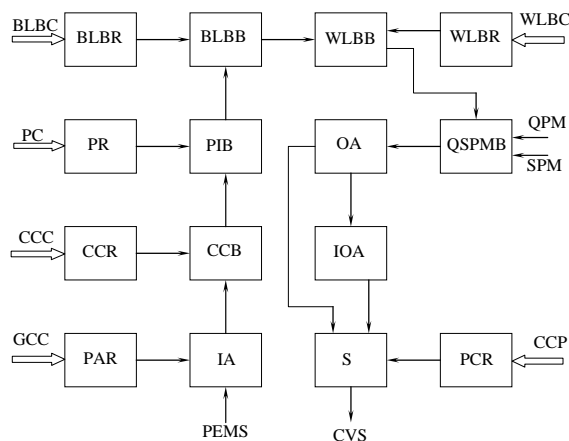 BLBC
BLBR
BLBB
WLBB
WLBR
WLBC
PC
PR
PIB
OA
QSPMB
QPM
SPM
CCC
CCR
CCB
IOA
GCC
PAR
IA
S
PCR
CCP
PEMS
CVS